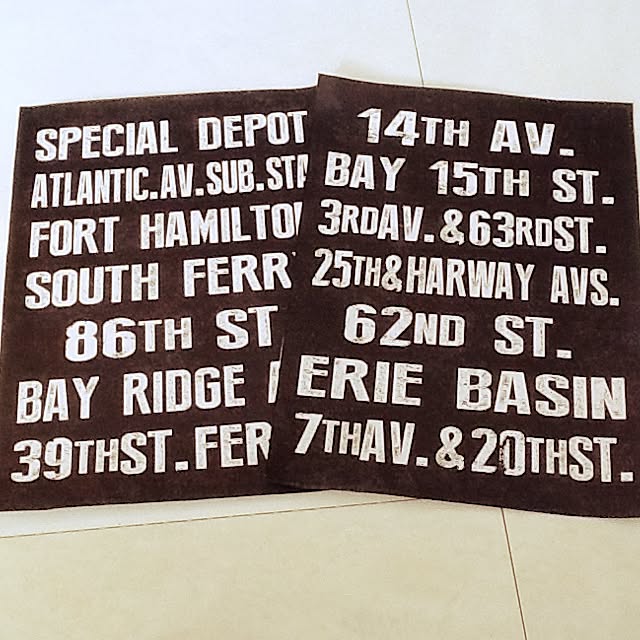 SPECIAL DEPOT
ATLANTIC.AV.SUB.STA
FORT HAMILTO
SOUTH FERR
86TH ST
BAY RIDGE
39THST. FER
14TH AV.
BAY 15TH ST.
3RDAV.&63RDST.
25TH&HARWAY AVS.
62ND ST.
ERIE BASIN
7THAV.&20THST.